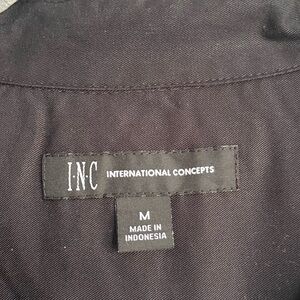 I·N·C INTERNATIONAL CONCEPTS
M
MADE IN
INDONESIA